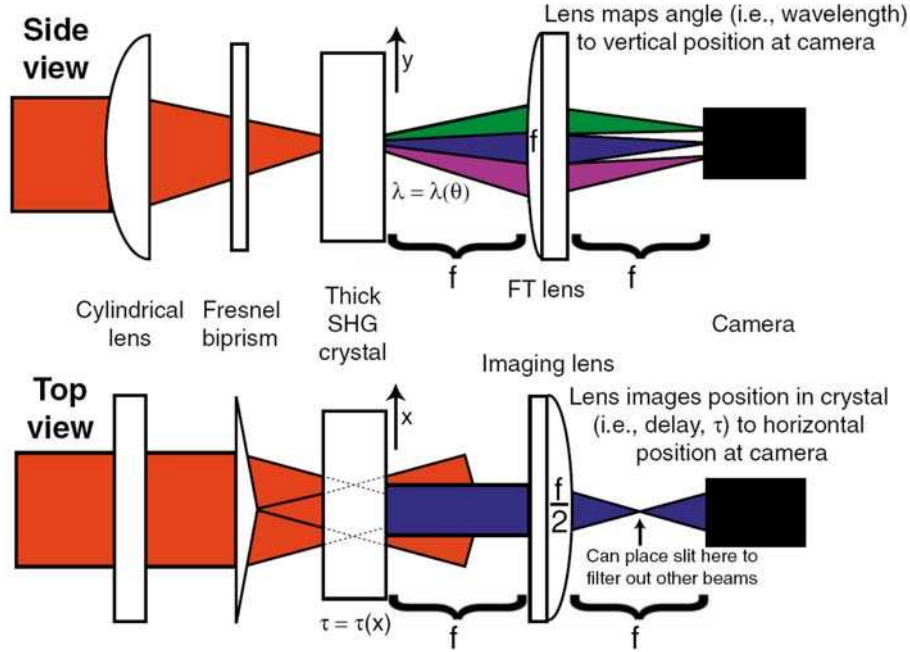 Side
view
y
Lens maps angle (i.e., wavelength)
to vertical position at camera
f
λ = λ(θ)
f
f
Cylindrical
lens
Fresnel
biprism
Thick
SHG
crystal
FT lens
Camera
Imaging lens
Top
view
x
Lens images position in crystal
(i.e., delay, τ) to horizontal
position at camera
f
2
Can place slit here to
filter out other beams
τ = τ(x)
f
f